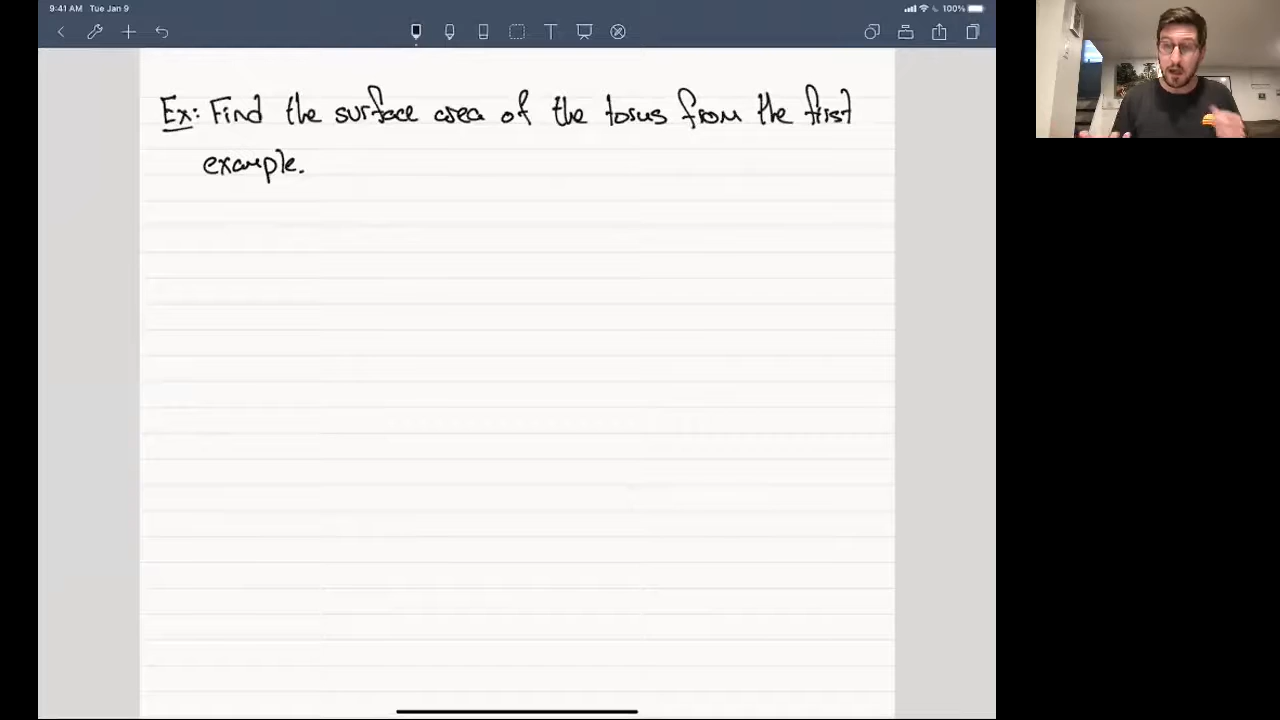 9:41 AM Tue Jan 9
100%
Ex: Find the surface area of the torus from the first
example.